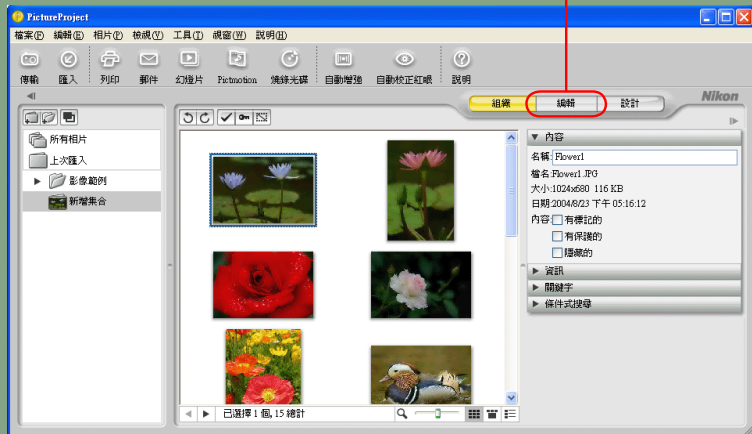 PictureProject
檔案(F) 編輯(E) 相片(P) 檢視(V) 工具(T) 視窗(W) 說明(H)
傳輸 匯入 列印 郵件 幻燈片 Pictmotion 燒錄光碟 自動增強 自動校正紅眼 說明
組織 編輯 設計 Nikon
所有相片
上次匯入
影像範例
新增集合
內容
名稱: Flower1
檔名:Flower1.JPG
大小:1024x680 116 KB
日期:2004/8/23 下午 05:16:12
內容: 有標記的
有保護的
隱藏的
資訊
關鍵字
條件式搜尋
已選擇 1 個, 15 總計